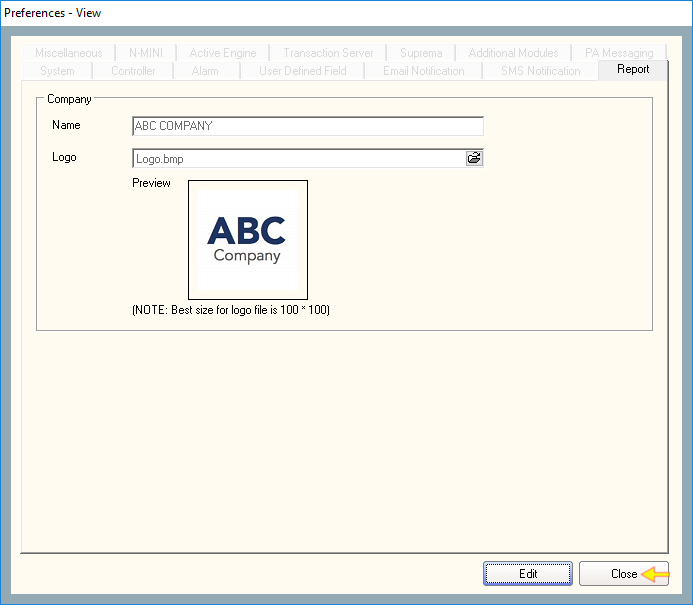 Preferences - View
Miscellaneous N-MINI Active Engine Transaction Server Suprema Additional Modules PA Messaging
System Controller Alarm User Defined Field Email Notification SMS Notification Report
Company
Name ABC COMPANY
Logo Logo.bmp
Preview
ABC
Company
(NOTE: Best size for logo file is 100 * 100)
Edit Close